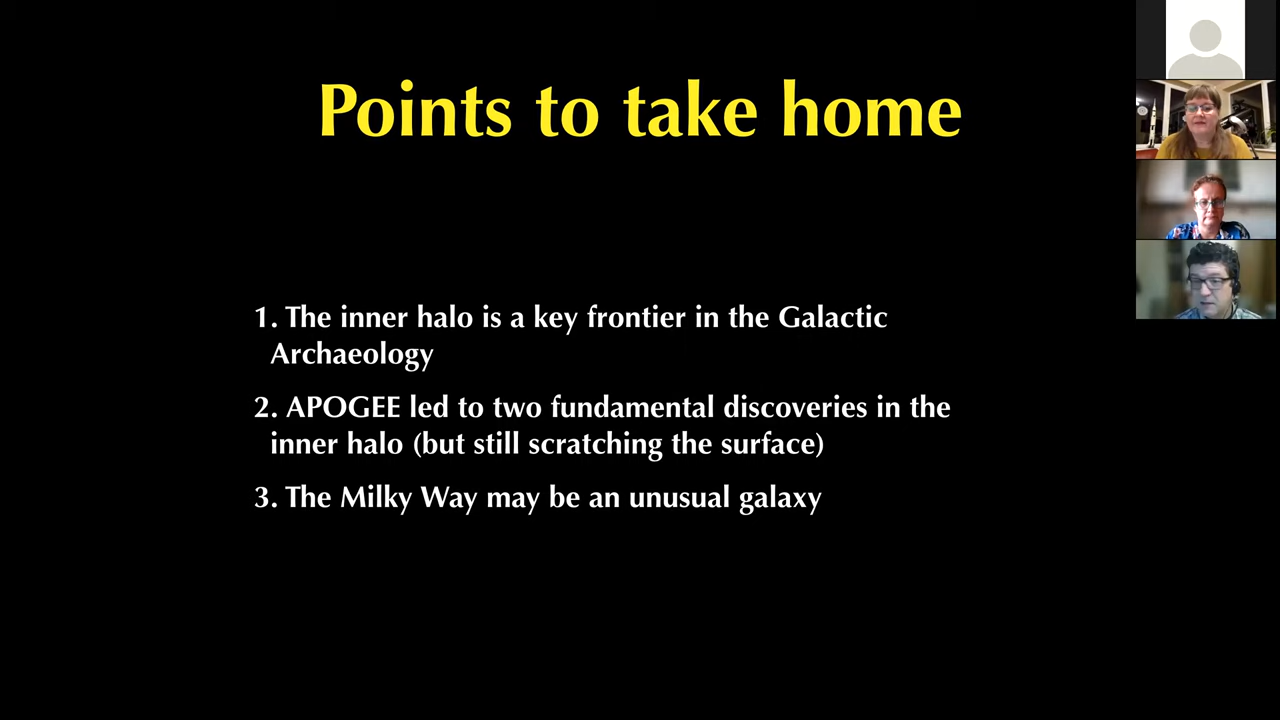 Points to take home
1. The inner halo is a key frontier in the Galactic
Archaeology
2. APOGEE led to two fundamental discoveries in the
inner halo (but still scratching the surface)
3. The Milky Way may be an unusual galaxy